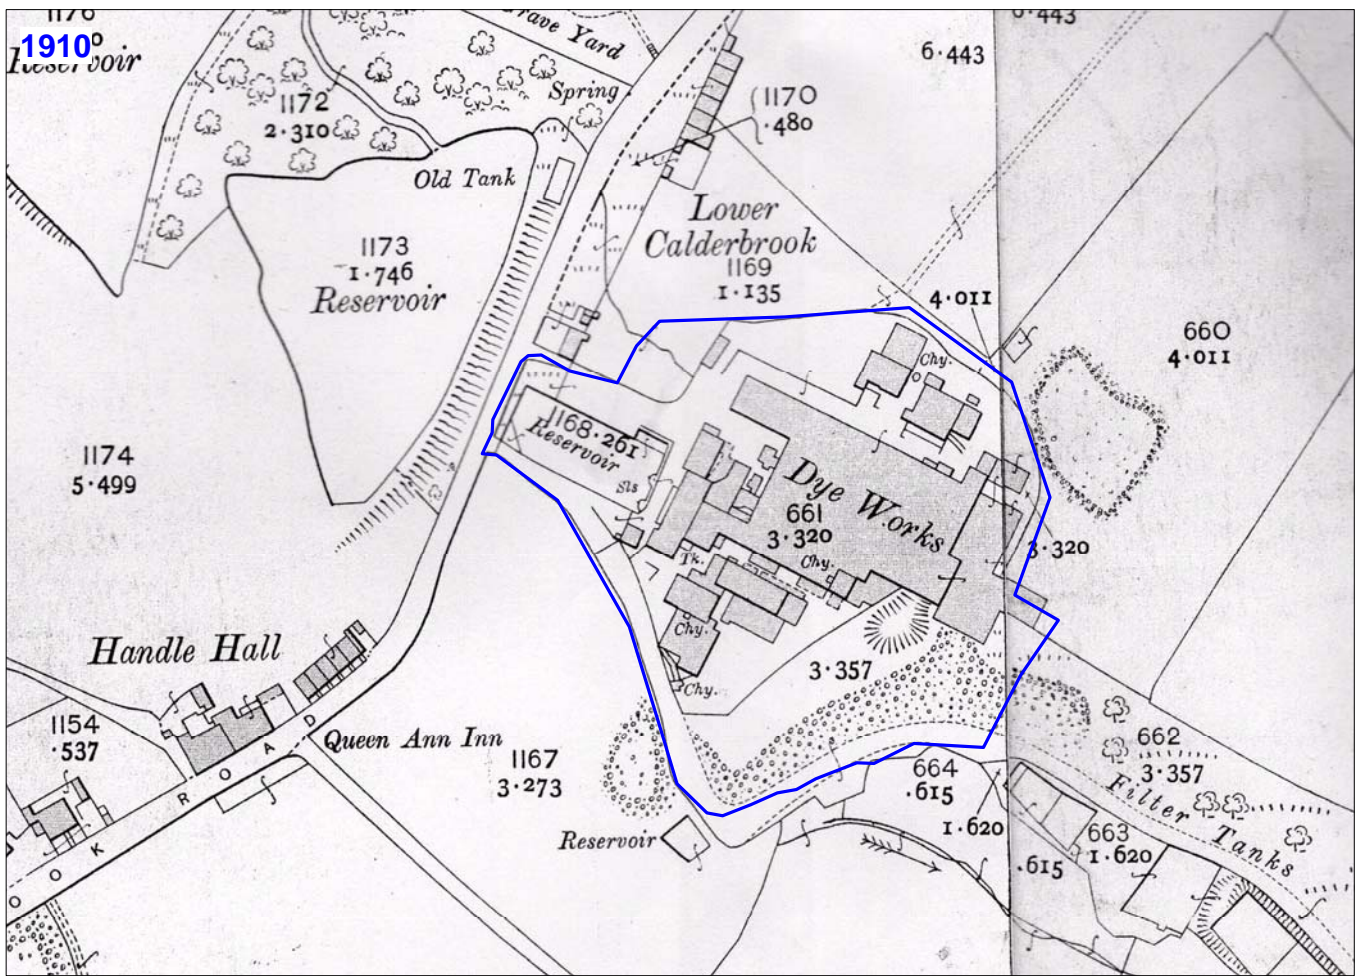 1176
1910
Reservoir
Grave Yard
6·443
6·443
Spring
1172
2·310
1170
·480
Old Tank
Lower
Calderbrook
1169
1·135
1173
1·746
Reservoir
4·011
660
4·011
Chy.
1168·261
Reservoir
Sls
1174
5·499
Dye Works
661
3·320
3·320
Tk.
Chy.
Chy.
Chy.
3·357
Handle Hall
1154
·537
Queen Ann Inn
1167
3·273
ROAD
OOK
664
·615
1·620
662
3·357
Filter Tanks
663
1·620
·615
Reservoir